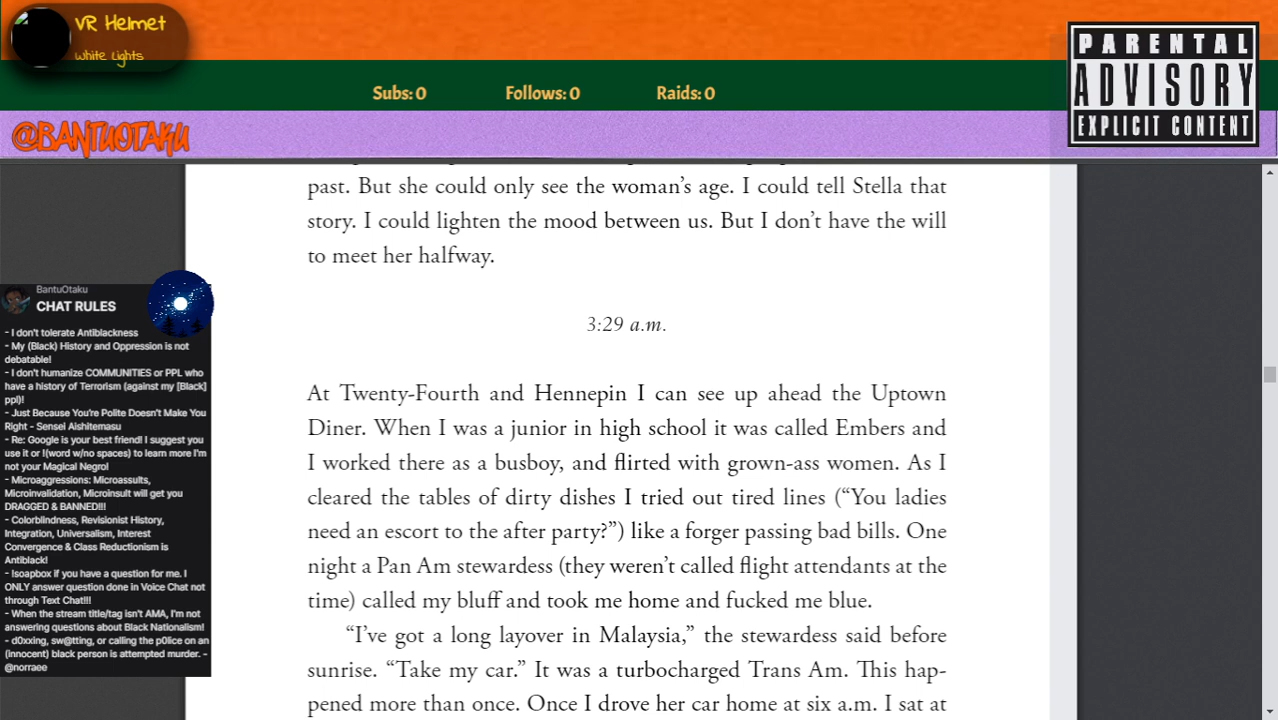 VR Helmet
White Lights
PARENTAL
ADVISORY
EXPLICIT CONTENT
Subs: 0
Follows: 0
Raids: 0
@BANTUOTAKU
past. But she could only see the woman’s age. I could tell Stella that
story. I could lighten the mood between us. But I don’t have the will
to meet her halfway.
3:29 a.m.
At Twenty-Fourth and Hennepin I can see up ahead the Uptown
Diner. When I was a junior in high school it was called Embers and
I worked there as a busboy, and flirted with grown-ass women. As I
cleared the tables of dirty dishes I tried out tired lines (“You ladies
need an escort to the after party?”) like a forger passing bad bills. One
night a Pan Am stewardess (they weren’t called flight attendants at the
time) called my bluff and took me home and fucked me blue.
“I’ve got a long layover in Malaysia,” the stewardess said before
sunrise. “Take my car.” It was a turbocharged Trans Am. This hap-
pened more than once. Once I drove her car home at six a.m. I sat at
BantuOtaku
CHAT RULES
- I don't tolerate Antiblackness
- My (Black) History and Oppression is not
debatable!
- I don't humanize COMMUNITIES or PPL who
have a history of Terrorism (against my [Black]
ppl)!
- Just Because You're Polite Doesn't Make You
Right - Sensei Aishitemasu
- Re: Google is your best friend! I suggest you
use it or !(word w/no spaces) to learn more I'm
not your Magical Negro!
- Microaggressions: Microassults,
Microinvalidation, Microinsult will get you
DRAGGED & BANNED!!!
- Colorblindness, Revisionist History,
Integration, Universalism, Interest
Convergence & Class Reductionism is
Antiblack!
- !soapbox if you have a question for me. I
ONLY answer question done in Voice Chat not
through Text Chat!!!
- When the stream title/tag isn't AMA, I'm not
answering questions about Black Nationalism!
- d0xxing, sw@tting, or calling the p0lice on an
(innocent) black person is attempted murder. -
@norraee